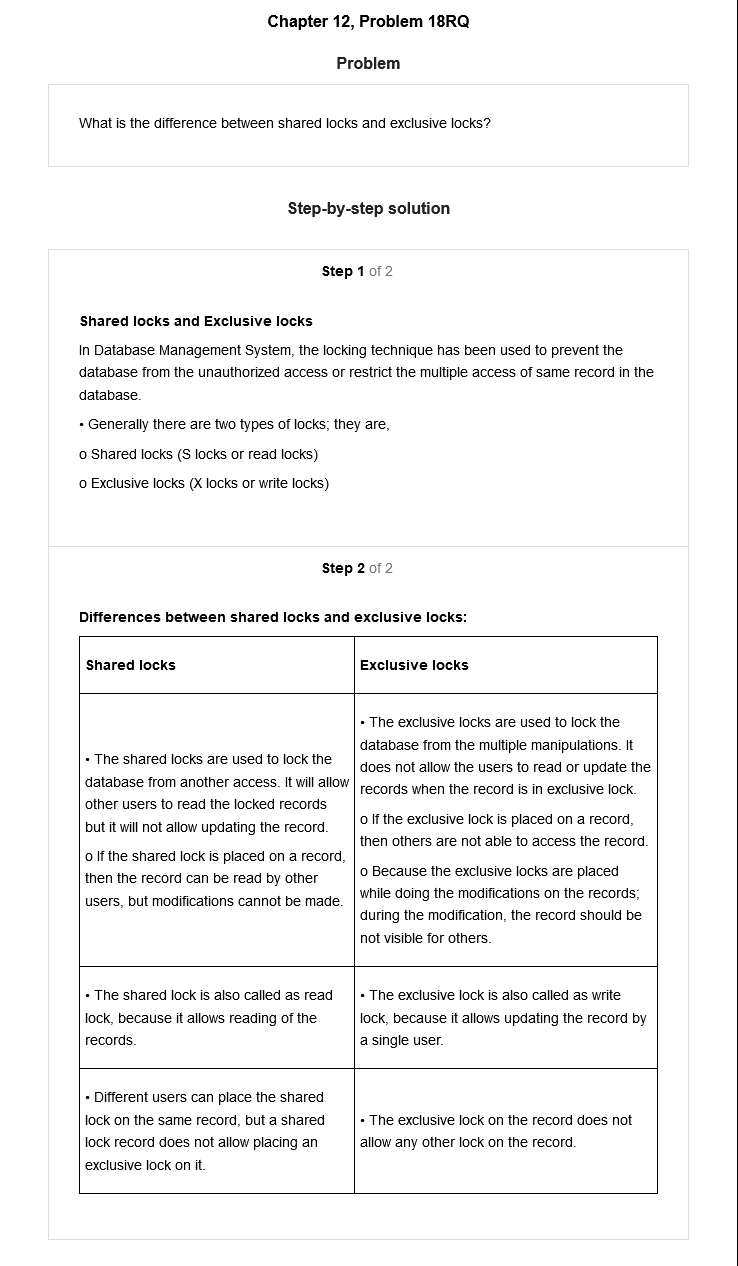 Chapter 12, Problem 18RQ
Problem
What is the difference between shared locks and exclusive locks?
Step-by-step solution
Step 1 of 2
Shared locks and Exclusive locks
In Database Management System, the locking technique has been used to prevent the
database from the unauthorized access or restrict the multiple access of same record in the
database.
• Generally there are two types of locks; they are,
o Shared locks (S locks or read locks)
o Exclusive locks (X locks or write locks)
Step 2 of 2
Differences between shared locks and exclusive locks:
Shared locks
Exclusive locks
• The shared locks are used to lock the
database from another access. It will allow
other users to read the locked records
but it will not allow updating the record.
o If the shared lock is placed on a record,
then the record can be read by other
users, but modifications cannot be made.
• The exclusive locks are used to lock the
database from the multiple manipulations. It
does not allow the users to read or update the
records when the record is in exclusive lock.
o If the exclusive lock is placed on a record,
then others are not able to access the record.
o Because the exclusive locks are placed
while doing the modifications on the records;
during the modification, the record should be
not visible for others.
• The shared lock is also called as read
lock, because it allows reading of the
records.
• The exclusive lock is also called as write
lock, because it allows updating the record by
a single user.
• Different users can place the shared
lock on the same record, but a shared
lock record does not allow placing an
exclusive lock on it.
• The exclusive lock on the record does not
allow any other lock on the record.